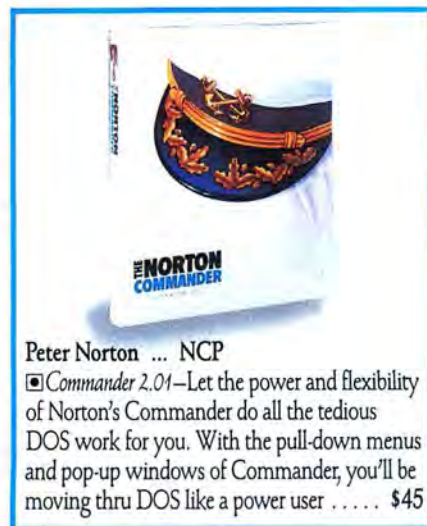 THE NORTON
COMMANDER
THE NORTON
COMMANDER
Peter Norton ... NCP
Commander 2.01—Let the power and flexibility
of Norton's Commander do all the tedious
DOS work for you. With the pull-down menus
and pop-up windows of Commander, you'll be
moving thru DOS like a power user ..... $45